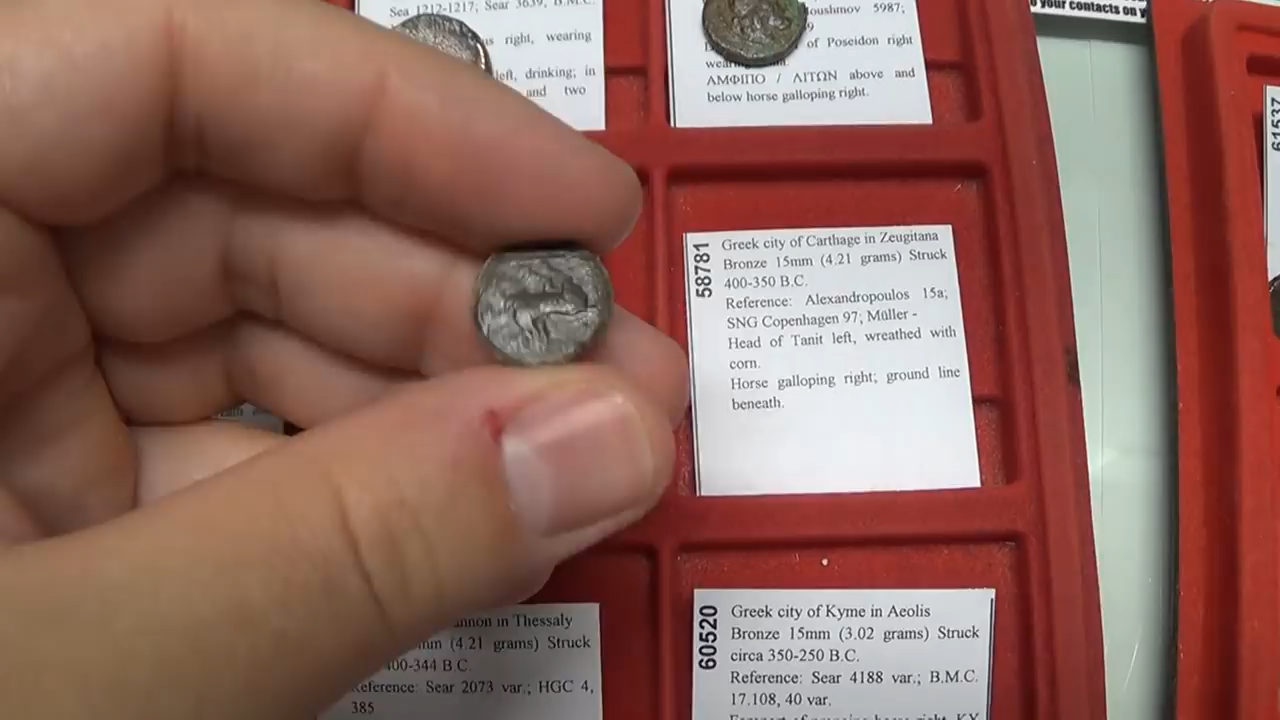 Sea 1212-1217; Sear 3639; B.M.C.
right, wearing
left, drinking; in
and two
5987;
of Poseidon right
ΑΜΦΙΠΟ / ΛΙΤΩΝ above and
below horse galloping right.
your contacts on
61537
58781
Greek city of Carthage in Zeugitana
Bronze 15mm (4.21 grams) Struck
400-350 B.C.
Reference: Alexandropoulos 15a;
SNG Copenhagen 97; Müller -
Head of Tanit left, wreathed with
corn.
Horse galloping right; ground line
beneath.
in Thessaly
(4.21 grams) Struck
400-344 B.C.
Reference: Sear 2073 var.; HGC 4,
385
60520
Greek city of Kyme in Aeolis
Bronze 15mm (3.02 grams) Struck
circa 350-250 B.C.
Reference: Sear 4188 var.; B.M.C.
17.108, 40 var.